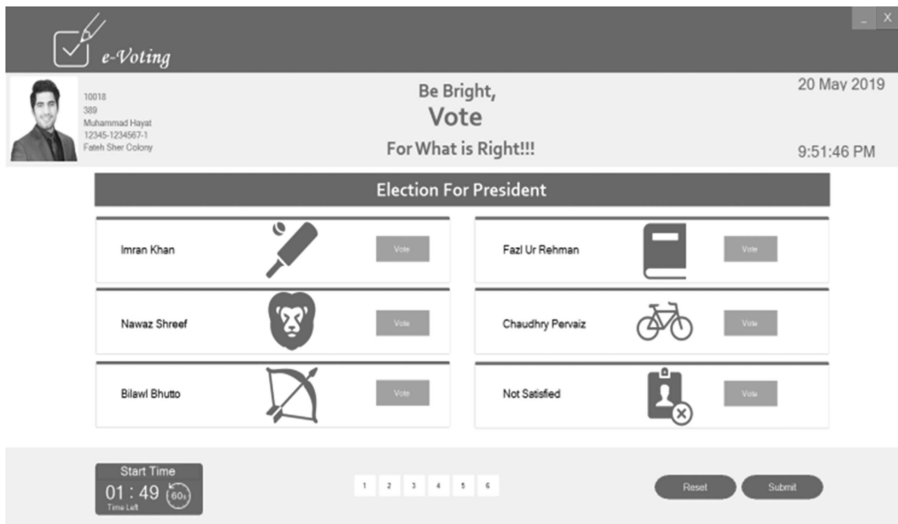 _ X
e-Voting
10018
389
Muhammad Hayat
12345-1234567-1
Fateh Sher Colony
Be Bright,
Vote
For What is Right!!!
20 May 2019
9:51:46 PM
Election For President
Imran Khan Vote
Fazl Ur Rehman Vote
Nawaz Shreef Vote
Chaudhry Pervaiz Vote
Bilawl Bhutto Vote
Not Satisfied Vote
Start Time
01 : 49 60s
Time Left
1 2 3 4 5 6
Reset Submit